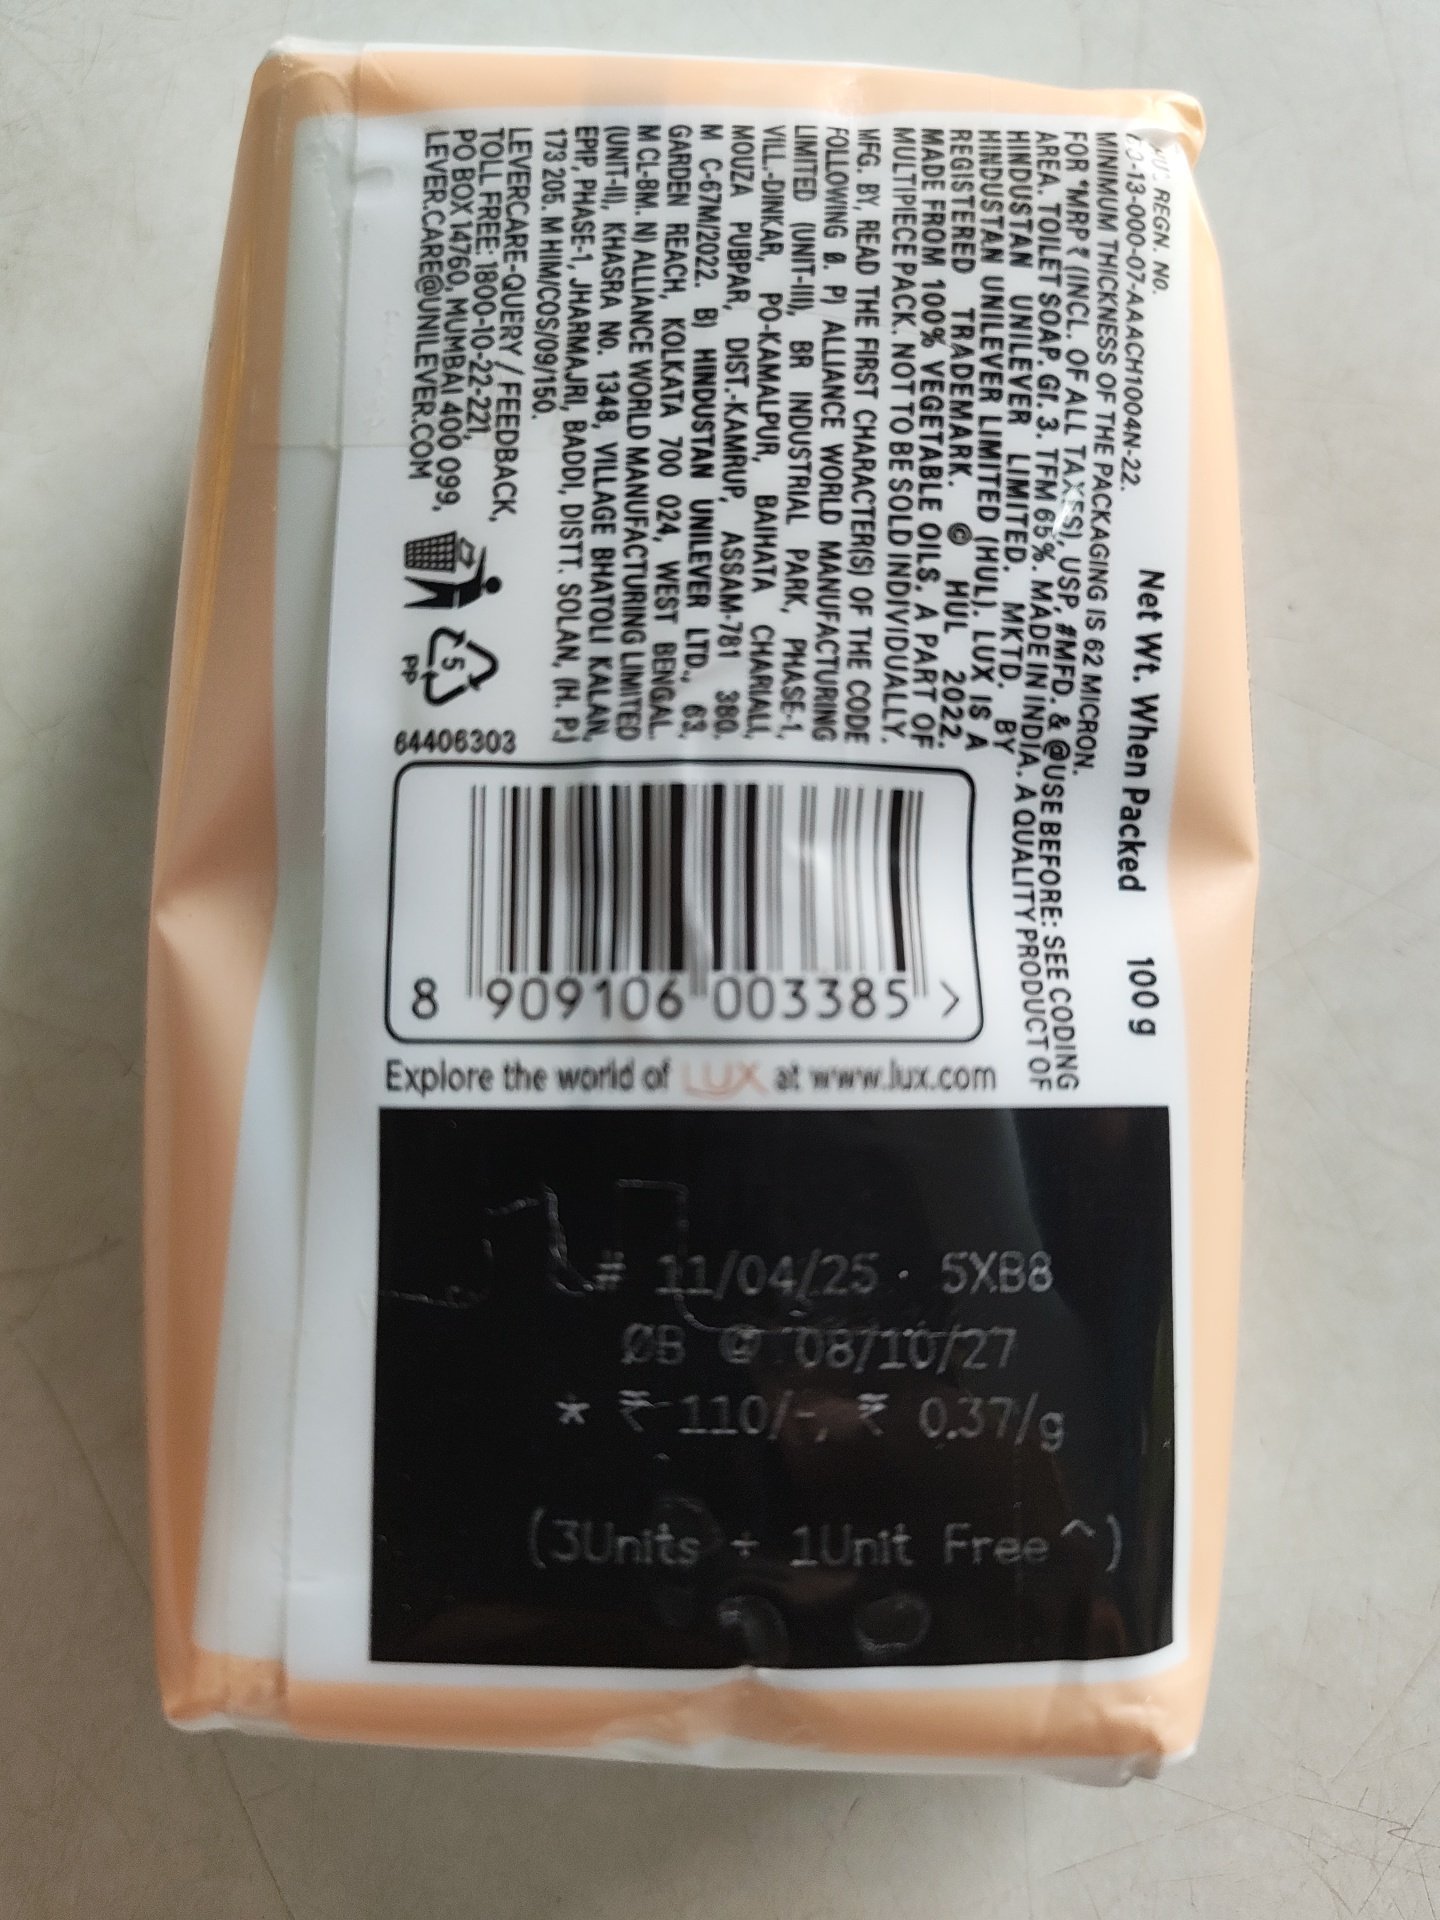 REGN. NO.
-13-000-07-AAACH1004N-22.
Net Wt. When Packed 100 g
MINIMUM THICKNESS OF THE PACKAGING IS 62 MICRON.
FOR *MRP ₹ (INCL. OF ALL TAXES), USP, #MFD. & @USE BEFORE: SEE CODING
AREA. TOILET SOAP. Gr. 3. TFM 65%. MADE IN INDIA. A QUALITY PRODUCT OF
HINDUSTAN UNILEVER LIMITED. MKTD. BY
HINDUSTAN UNILEVER LIMITED (HUL). LUX IS A
REGISTERED TRADEMARK. © HUL 2022.
MADE FROM 100% VEGETABLE OILS. A PART OF
MULTIPIECE PACK. NOT TO BE SOLD INDIVIDUALLY.
MFG. BY, READ THE FIRST CHARACTER(S) OF THE CODE
FOLLOWING Ø. P) ALLIANCE WORLD MANUFACTURING
LIMITED (UNIT-III), BR INDUSTRIAL PARK, PHASE-1,
VILL.-DINKAR, PO-KAMALPUR, BAIHATA CHARIALI,
MOUZA PUBPAR, DIST.-KAMRUP, ASSAM-781 380.
M C-67M/2022. B) HINDUSTAN UNILEVER LTD., 63,
GARDEN REACH, KOLKATA 700 024, WEST BENGAL.
M CL-8M. N) ALLIANCE WORLD MANUFACTURING LIMITED
(UNIT-II), KHASRA No. 1348, VILLAGE BHATOLI KALAN,
EPIP, PHASE-1, JHARMAJRI, BADDI, DISTT. SOLAN, (H. P.)
173 205. M HIM/COS/09/150.
LEVERCARE-QUERY / FEEDBACK,
TOLL FREE: 1800-10-22-221,
PO BOX 14760, MUMBAI 400 099,
LEVER.CARE@UNILEVER.COM
5
PP
64406303
8 909106 003385 >
Explore the world of LUX at www.lux.com
# 11/04/25 · 5XB8
ØB @ 08/10/27
* ₹ 110/-, ₹ 0.37/g
(3Units + 1Unit Free^)